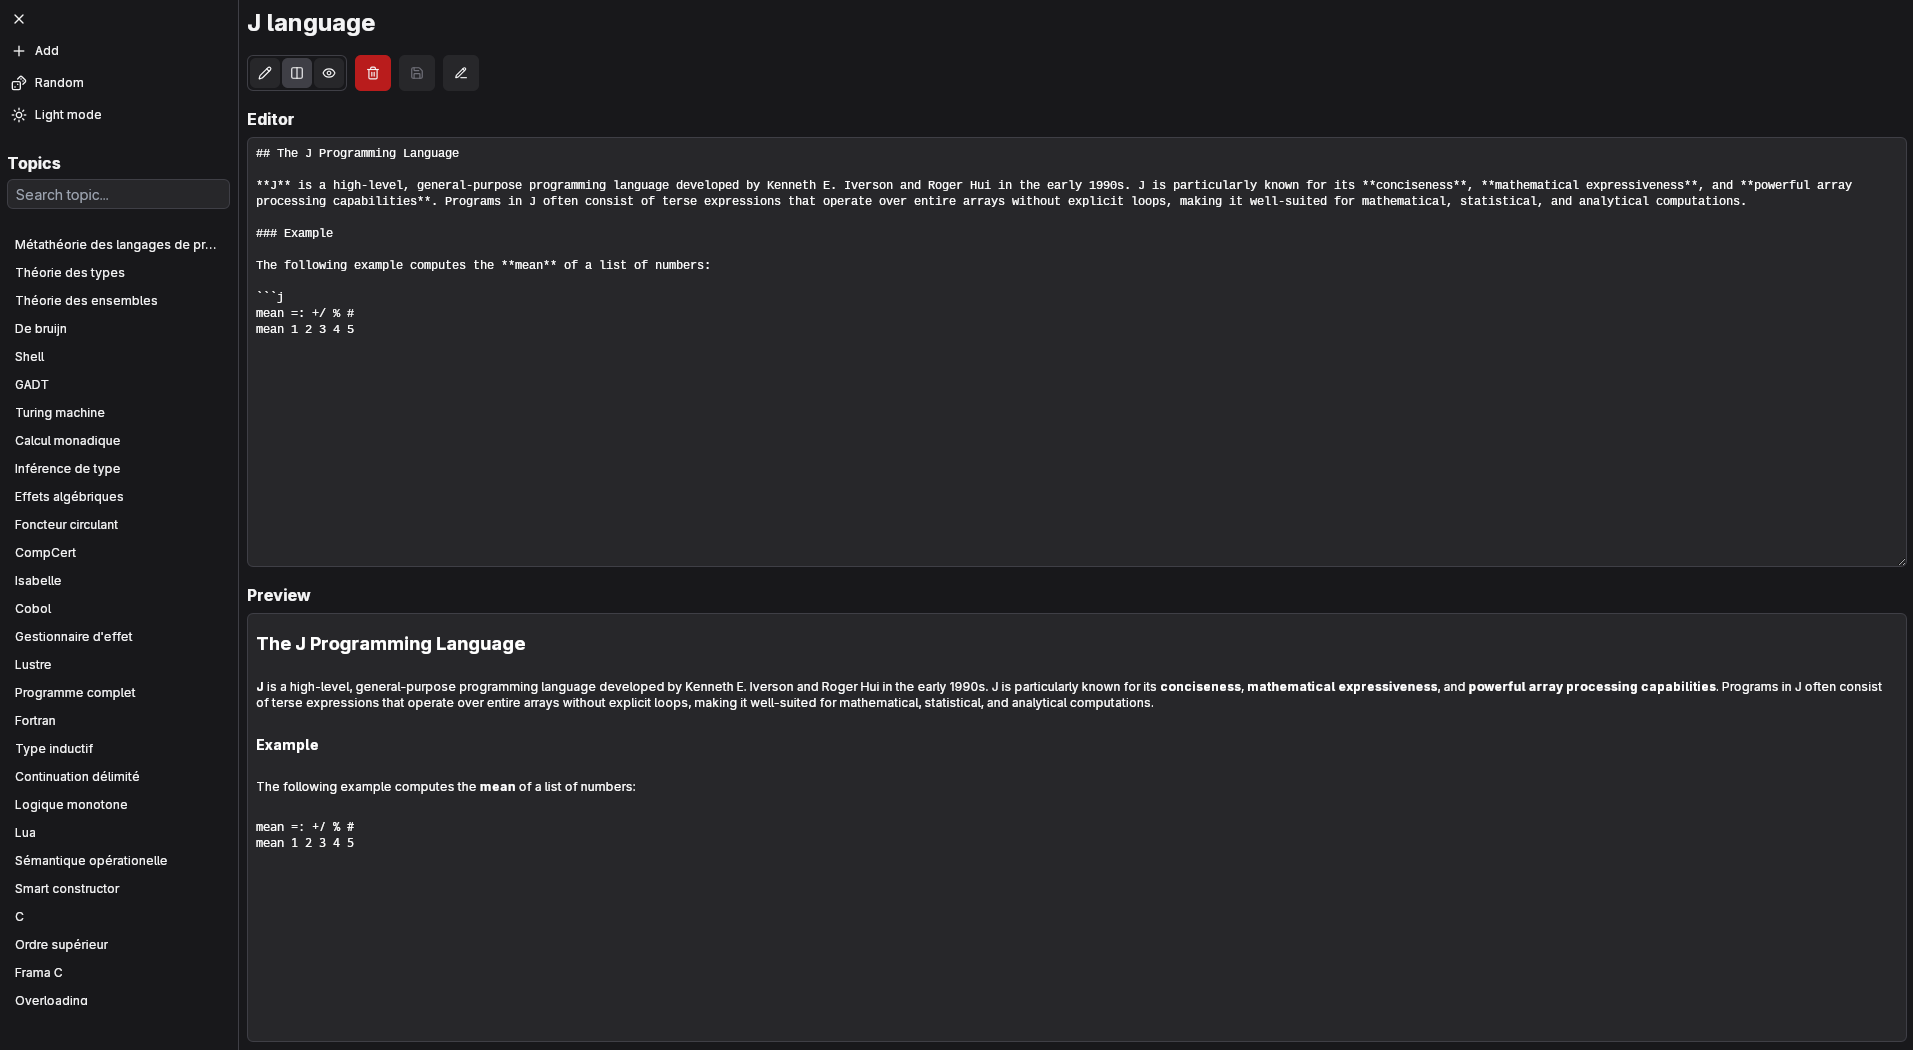 Add
Random
Light mode
Topics
Search topic...
Métathéorie des langages de pr...
Théorie des types
Théorie des ensembles
De bruijn
Shell
GADT
Turing machine
Calcul monadique
Inférence de type
Effets algébriques
Foncteur circulant
CompCert
Isabelle
Cobol
Gestionnaire d'effet
Lustre
Programme complet
Fortran
Type inductif
Continuation délimité
Logique monotone
Lua
Sémantique opérationelle
Smart constructor
C
Ordre supérieur
Frama C
Overloading
J language
Editor
## The J Programming Language
**J** is a high-level, general-purpose programming language developed by Kenneth E. Iverson and Roger Hui in the early 1990s. J is particularly known for its **conciseness**, **mathematical expressiveness**, and **powerful array
processing capabilities**. Programs in J often consist of terse expressions that operate over entire arrays without explicit loops, making it well-suited for mathematical, statistical, and analytical computations.
### Example
The following example computes the **mean** of a list of numbers:
```j
mean =: +/ % #
mean 1 2 3 4 5
Preview
The J Programming Language
J is a high-level, general-purpose programming language developed by Kenneth E. Iverson and Roger Hui in the early 1990s. J is particularly known for its conciseness, mathematical expressiveness, and powerful array processing capabilities. Programs in J often consist
of terse expressions that operate over entire arrays without explicit loops, making it well-suited for mathematical, statistical, and analytical computations.
Example
The following example computes the mean of a list of numbers:
mean =: +/ % #
mean 1 2 3 4 5